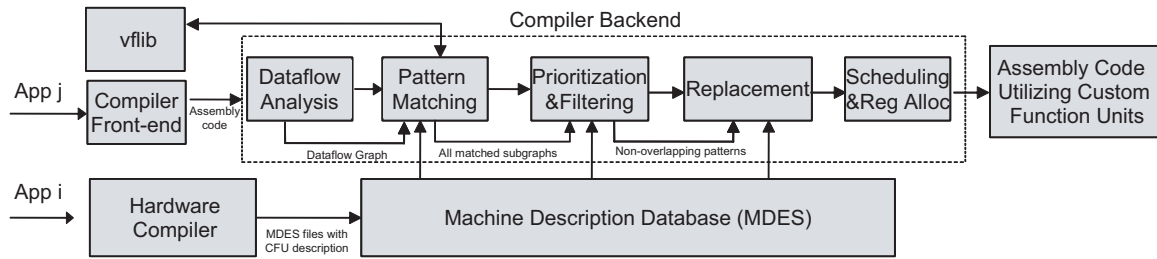 Compiler Backend
vflib
App j
Compiler
Front-end
Assembly
code
Dataflow
Analysis
Pattern
Matching
Prioritization
&Filtering
Replacement
Scheduling
&Reg Alloc
Assembly Code
Utilizing Custom
Function Units
Dataflow Graph
All matched subgraphs
Non-overlapping patterns
App i
Hardware
Compiler
MDES files with
CFU description
Machine Description Database (MDES)